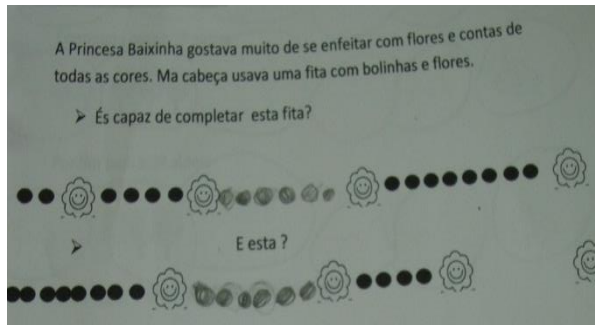 A Princesa Baixinha gostava muito de se enfeitar com flores e contas de
todas as cores. Ma cabeça usava uma fita com bolinhas e flores.
➢ És capaz de completar esta fita?
➢ E esta ?